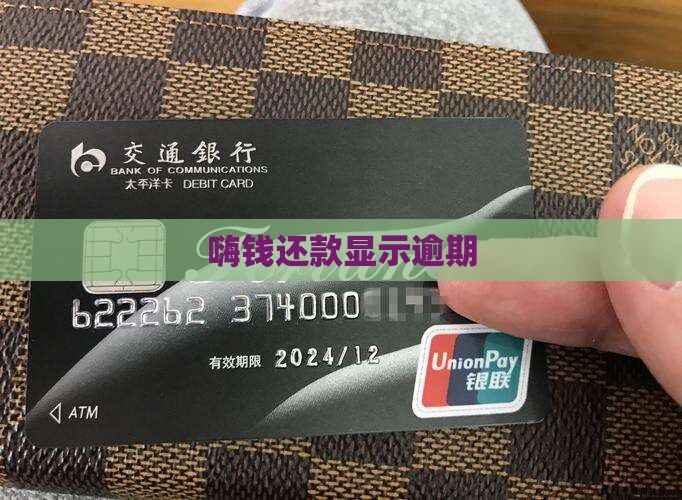 交通銀行
BANK OF COMMUNICATIONS
太平洋卡 DEBIT CARD
嗨钱还款显示逾期
622262 374000
有效期限 2024/12
UnionPay
银联
ATM